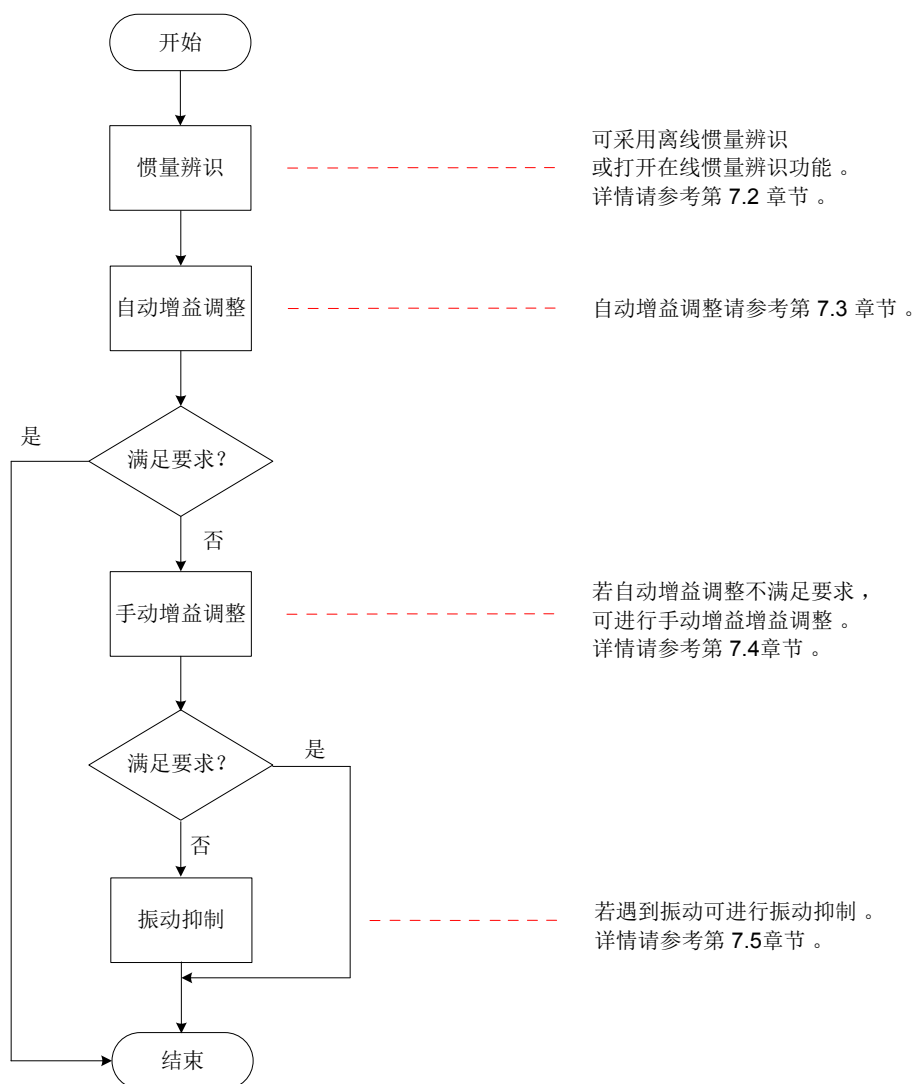 开始
惯量辨识
可采用离线惯量辨识
或打开在线惯量辨识功能 。
详情请参考第 7.2 章节 。
自动增益调整
自动增益调整请参考第 7.3 章节 。
是
满足要求?
否
手动增益调整
若自动增益调整不满足要求 ，
可进行手动增益增益调整 。
详情请参考第 7.4章节 。
满足要求?
是
否
振动抑制
若遇到振动可进行振动抑制 。
详情请参考第 7.5章节 。
结束